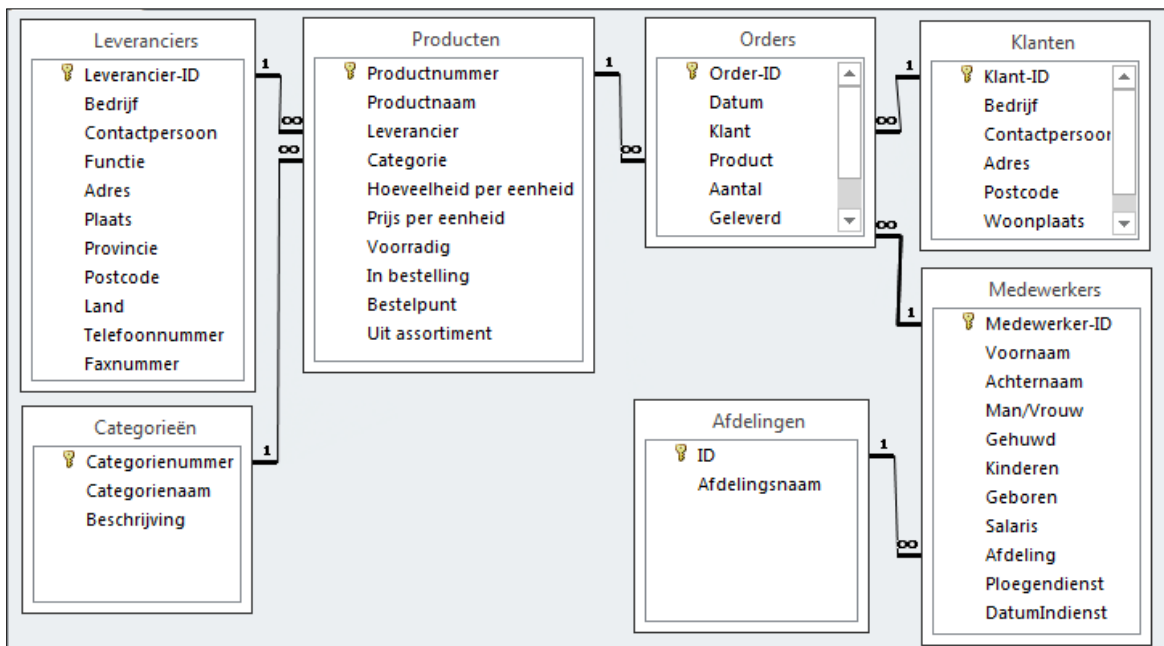 Leveranciers
Leverancier-ID
Bedrijf
Contactpersoon
Functie
Adres
Plaats
Provincie
Postcode
Land
Telefoonnummer
Faxnummer
1
∞
Producten
Productnummer
Productnaam
Leverancier
Categorie
Hoeveelheid per eenheid
Prijs per eenheid
Voorradig
In bestelling
Bestelpunt
Uit assortiment
1
∞
Orders
Order-ID
Datum
Klant
Product
Aantal
Geleverd
1
∞
Klanten
Klant-ID
Bedrijf
Contactpersoon
Adres
Postcode
Woonplaats
Categorieën
Categorienummer
Categorienaam
Beschrijving
1
∞
Afdelingen
ID
Afdelingsnaam
1
∞
Medewerkers
Medewerker-ID
Voornaam
Achternaam
Man/Vrouw
Gehuwd
Kinderen
Geboren
Salaris
Afdeling
Ploegendienst
DatumIndienst
1
∞